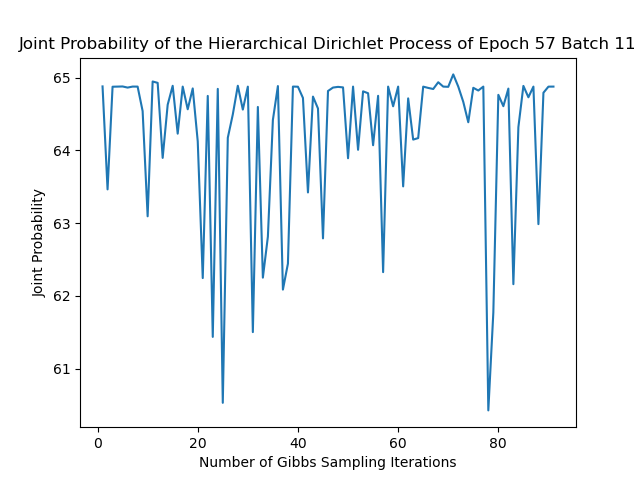 Joint Probability of the Hierarchical Dirichlet Process of Epoch 57 Batch 11
65
64
63
62
61
Joint Probability
0 20 40 60 80
Number of Gibbs Sampling Iterations